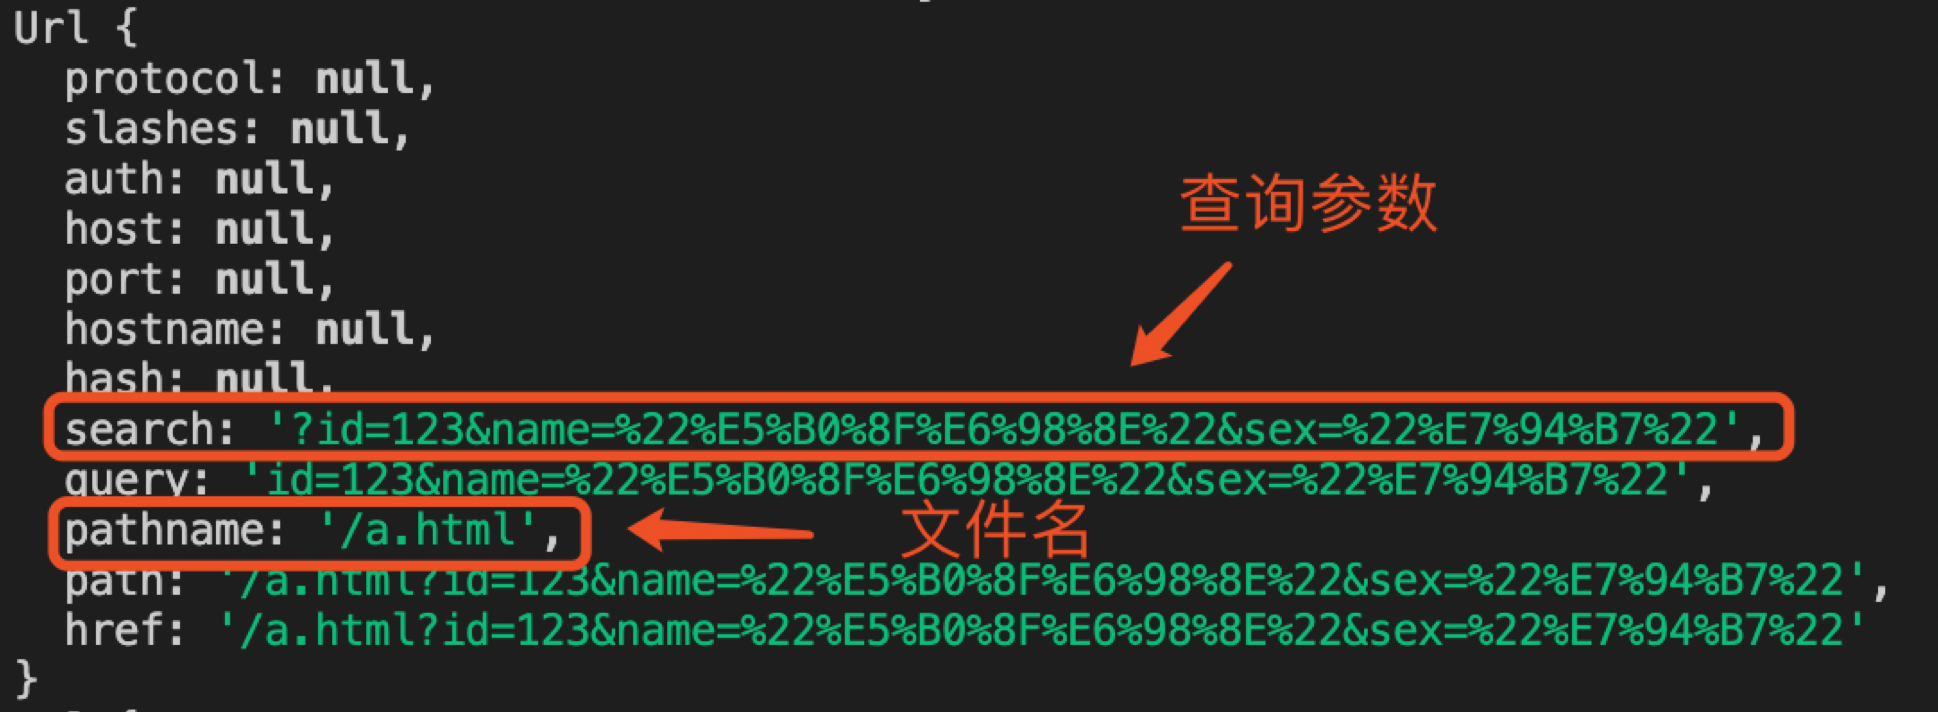 Url {
protocol: null,
slashes: null,
auth: null,
host: null,
port: null,
hostname: null,
hash: null,
查询参数
search: '?id=123&name=%22%E5%B0%8F%E6%98%8E%22&sex=%22%E7%94%B7%22',
query: 'id=123&name=%22%E5%B0%8F%E6%98%8E%22&sex=%22%E7%94%B7%22',
pathname: '/a.html',
文件名
path: '/a.html?id=123&name=%22%E5%B0%8F%E6%98%8E%22&sex=%22%E7%94%B7%22',
href: '/a.html?id=123&name=%22%E5%B0%8F%E6%98%8E%22&sex=%22%E7%94%B7%22'
}